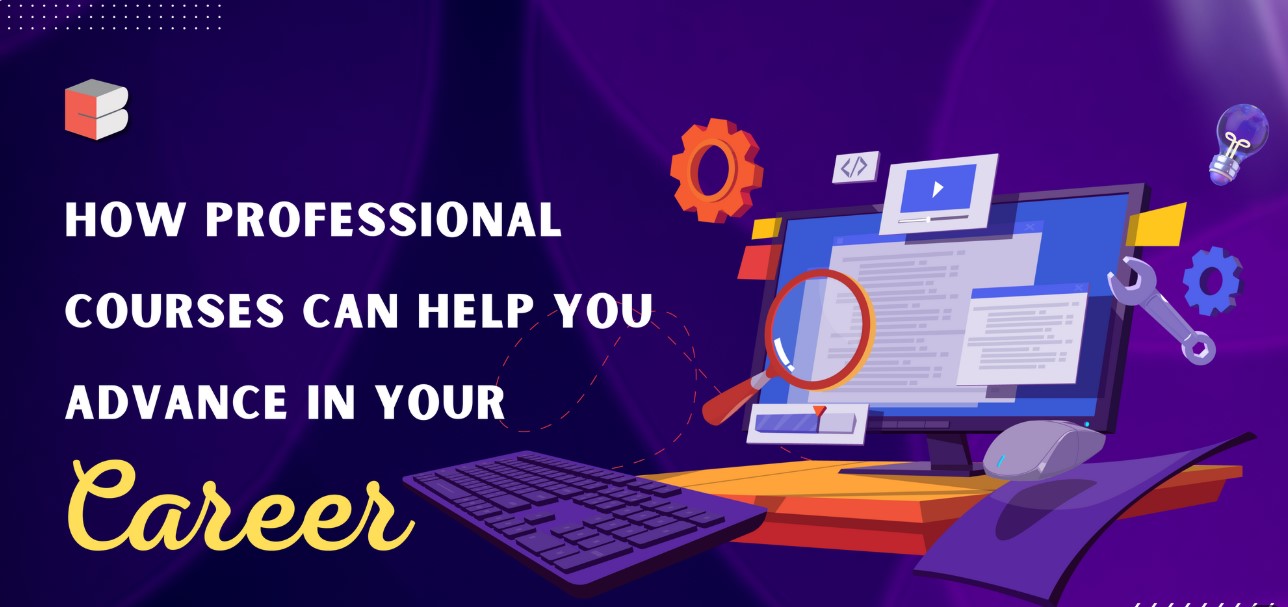 HOW PROFESSIONAL
COURSES CAN HELP YOU
ADVANCE IN YOUR
Career
</>